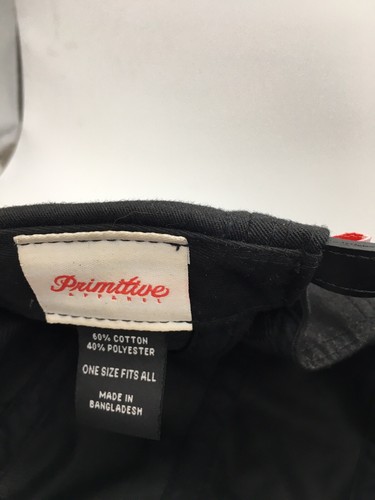 Primitive
APPAREL
60% COTTON
40% POLYESTER
ONE SIZE FITS ALL
MADE IN
BANGLADESH